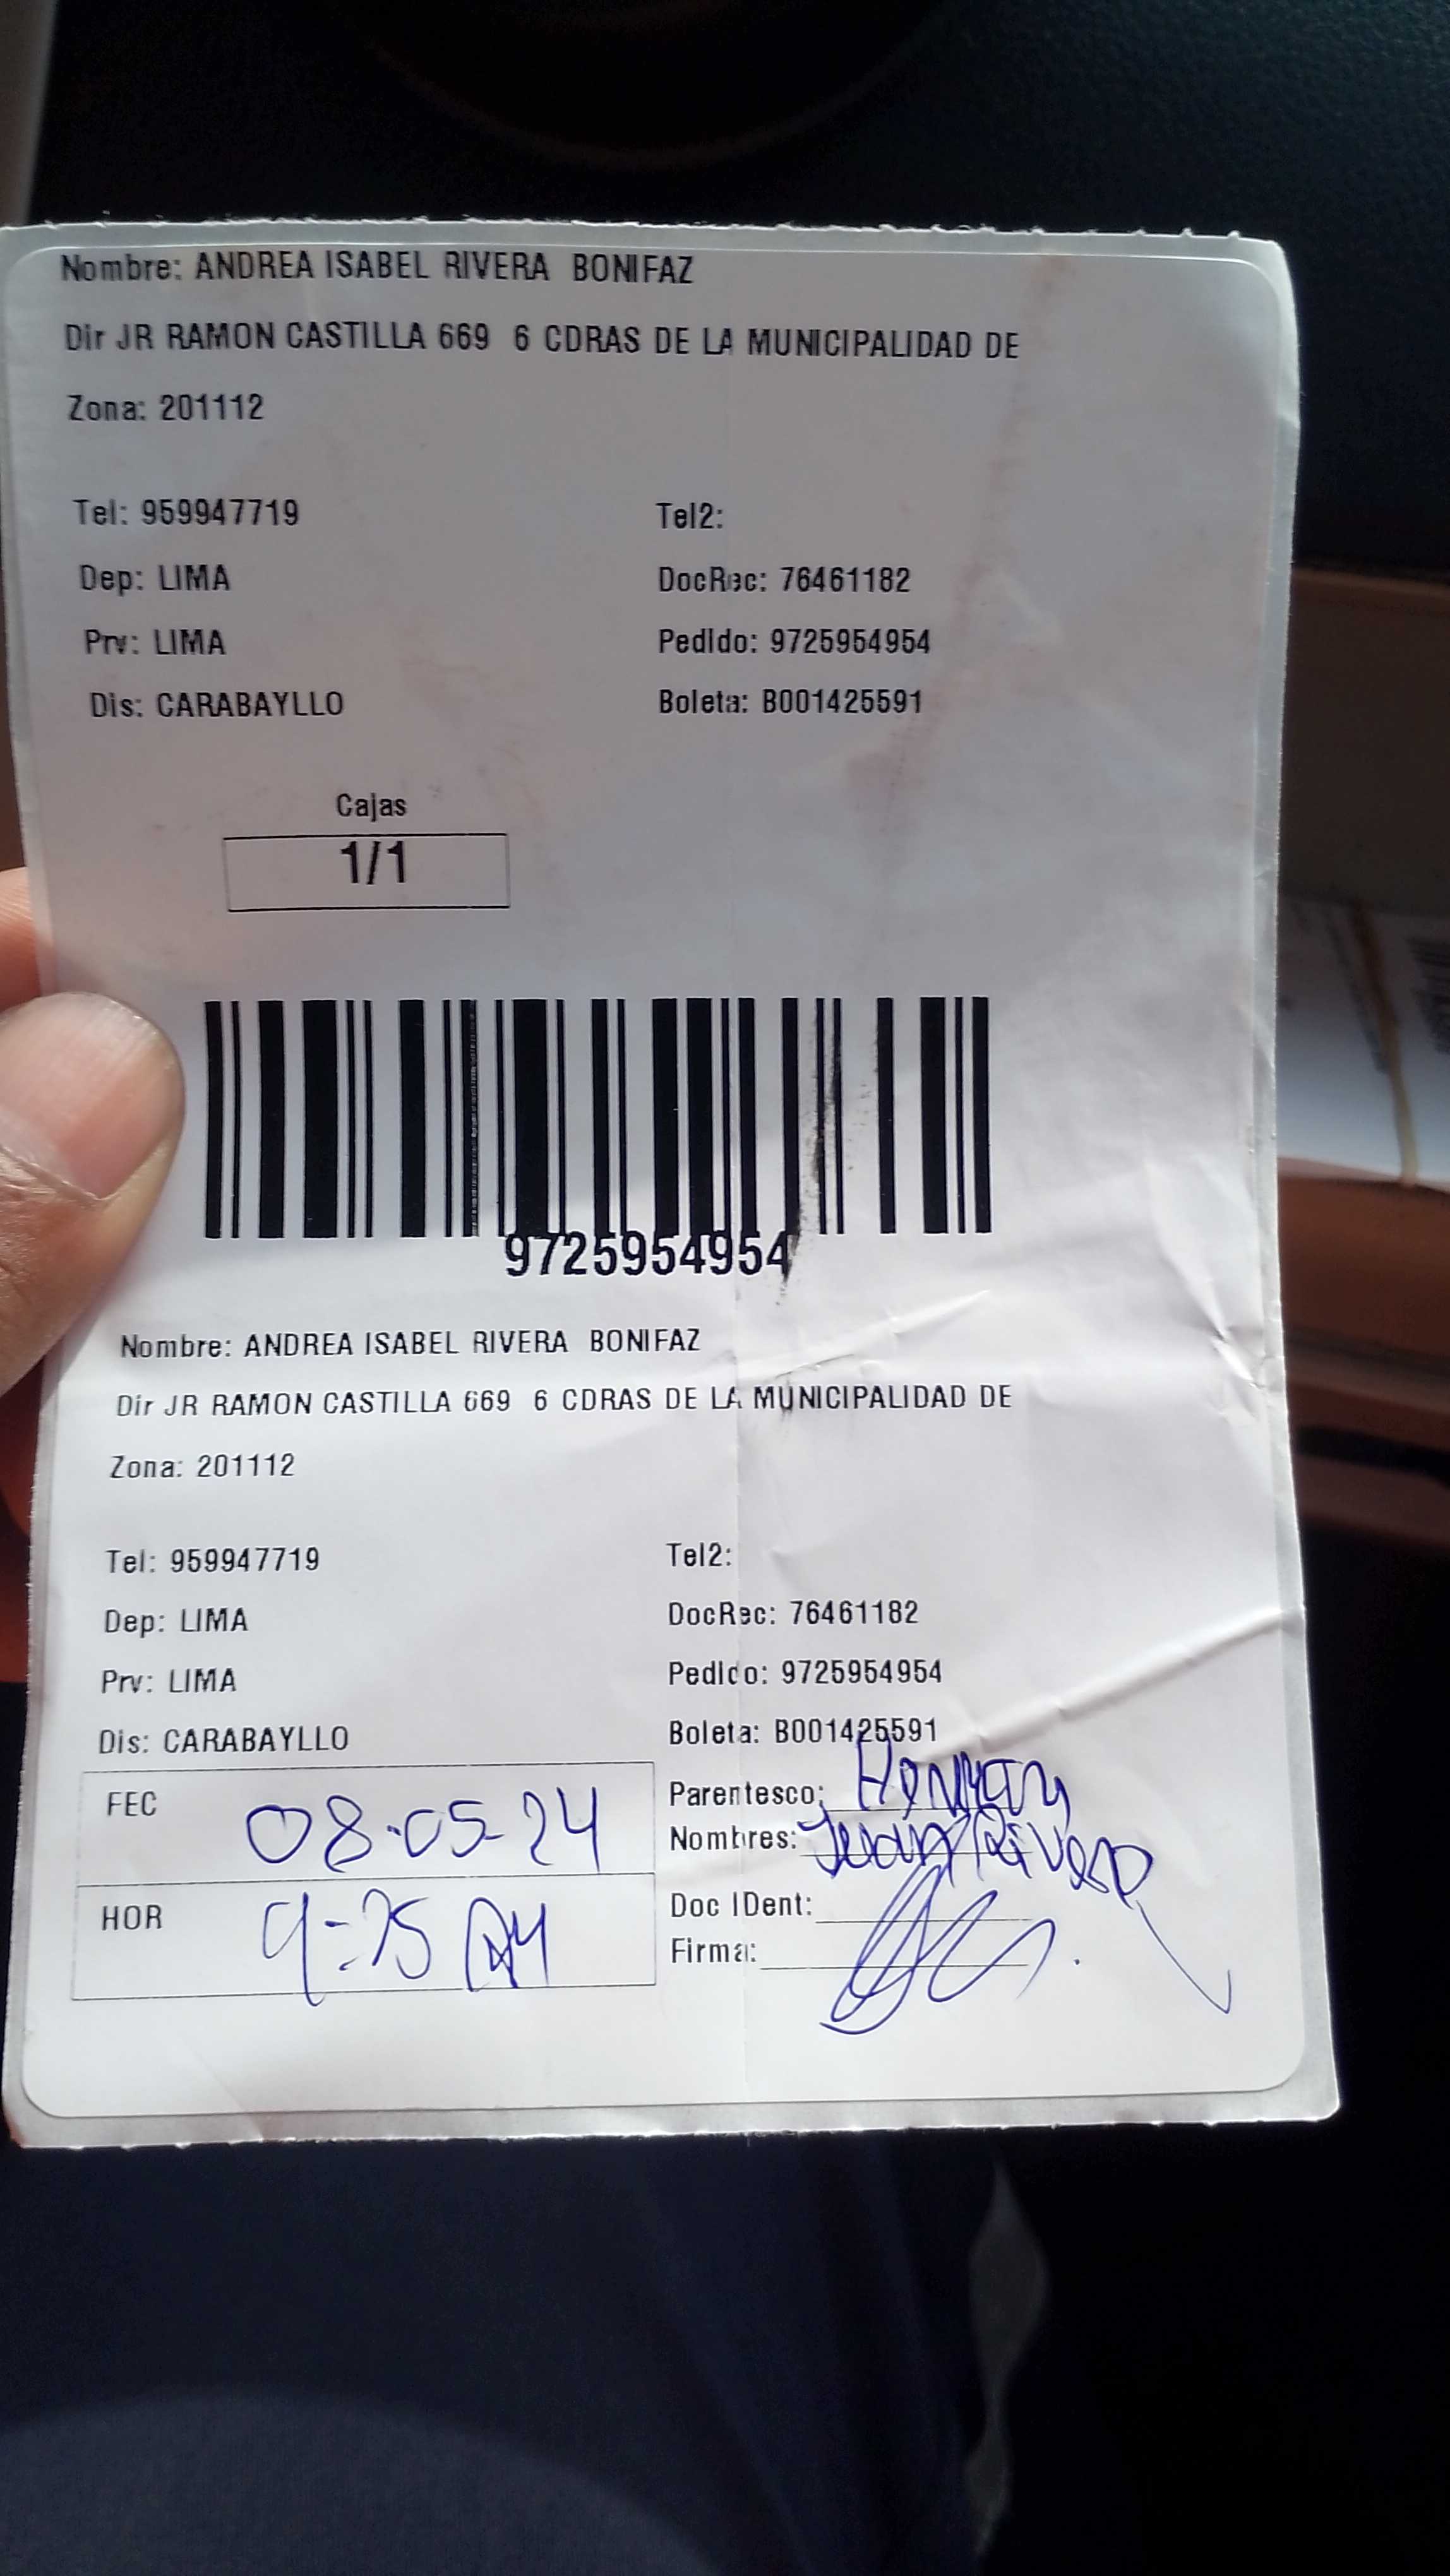 Nombre: ANDREA ISABEL RIVERA BONIFAZ
Dir JR RAMON CASTILLA 669 6 CDRAS DE LA MUNICIPALIDAD DE
Zona: 201112
Tel: 959947719 Tel2:
Dep: LIMA DocRec: 76461182
Prv: LIMA Pedido: 9725954954
Dis: CARABAYLLO Boleta: B001425591
Cajas
1/1
9725954954
Nombre: ANDREA ISABEL RIVERA BONIFAZ
Dir JR RAMON CASTILLA 669 6 CDRAS DE LA MUNICIPALIDAD DE
Zona: 201112
Tel: 959947719 Tel2:
Dep: LIMA DocRec: 76461182
Prv: LIMA Pedido: 9725954954
Dis: CARABAYLLO Boleta: B001425591
FEC 08-05-24 Parentesco:
Nombres: Juan Rivera
HOR Doc IDent:
Firma: